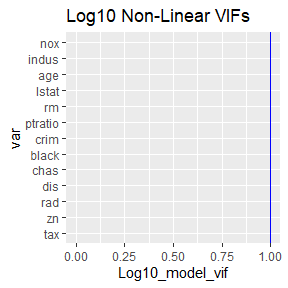 Log10 Non-Linear VIFs
var
nox
indus
age
lstat
rm
ptratio
crim
black
chas
dis
rad
zn
tax
0.00 0.25 0.50 0.75 1.00
Log10_model_vif